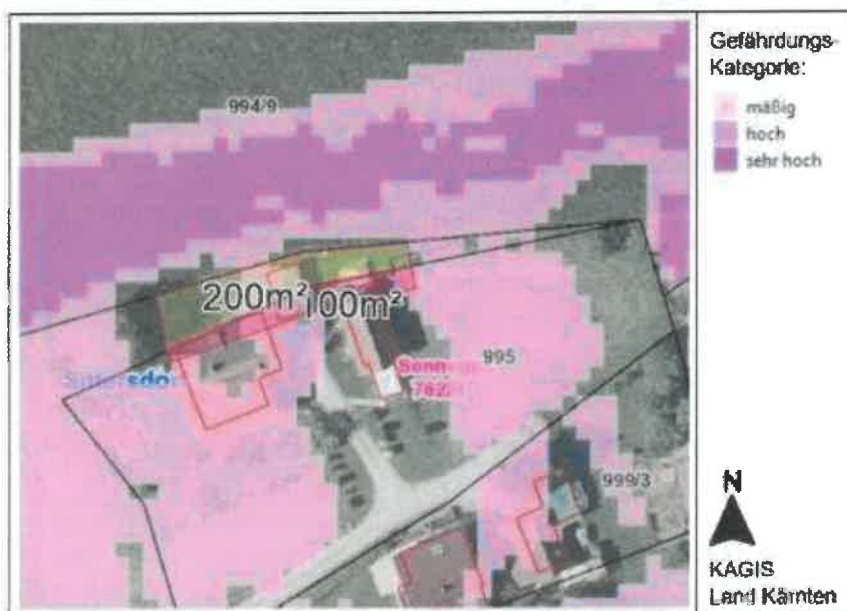 994/9
200m²
100m²
995
999/3
Gefährdungs-
Kategorie:
mäßig
hoch
sehr hoch
N
KAGIS
Land Kärnten